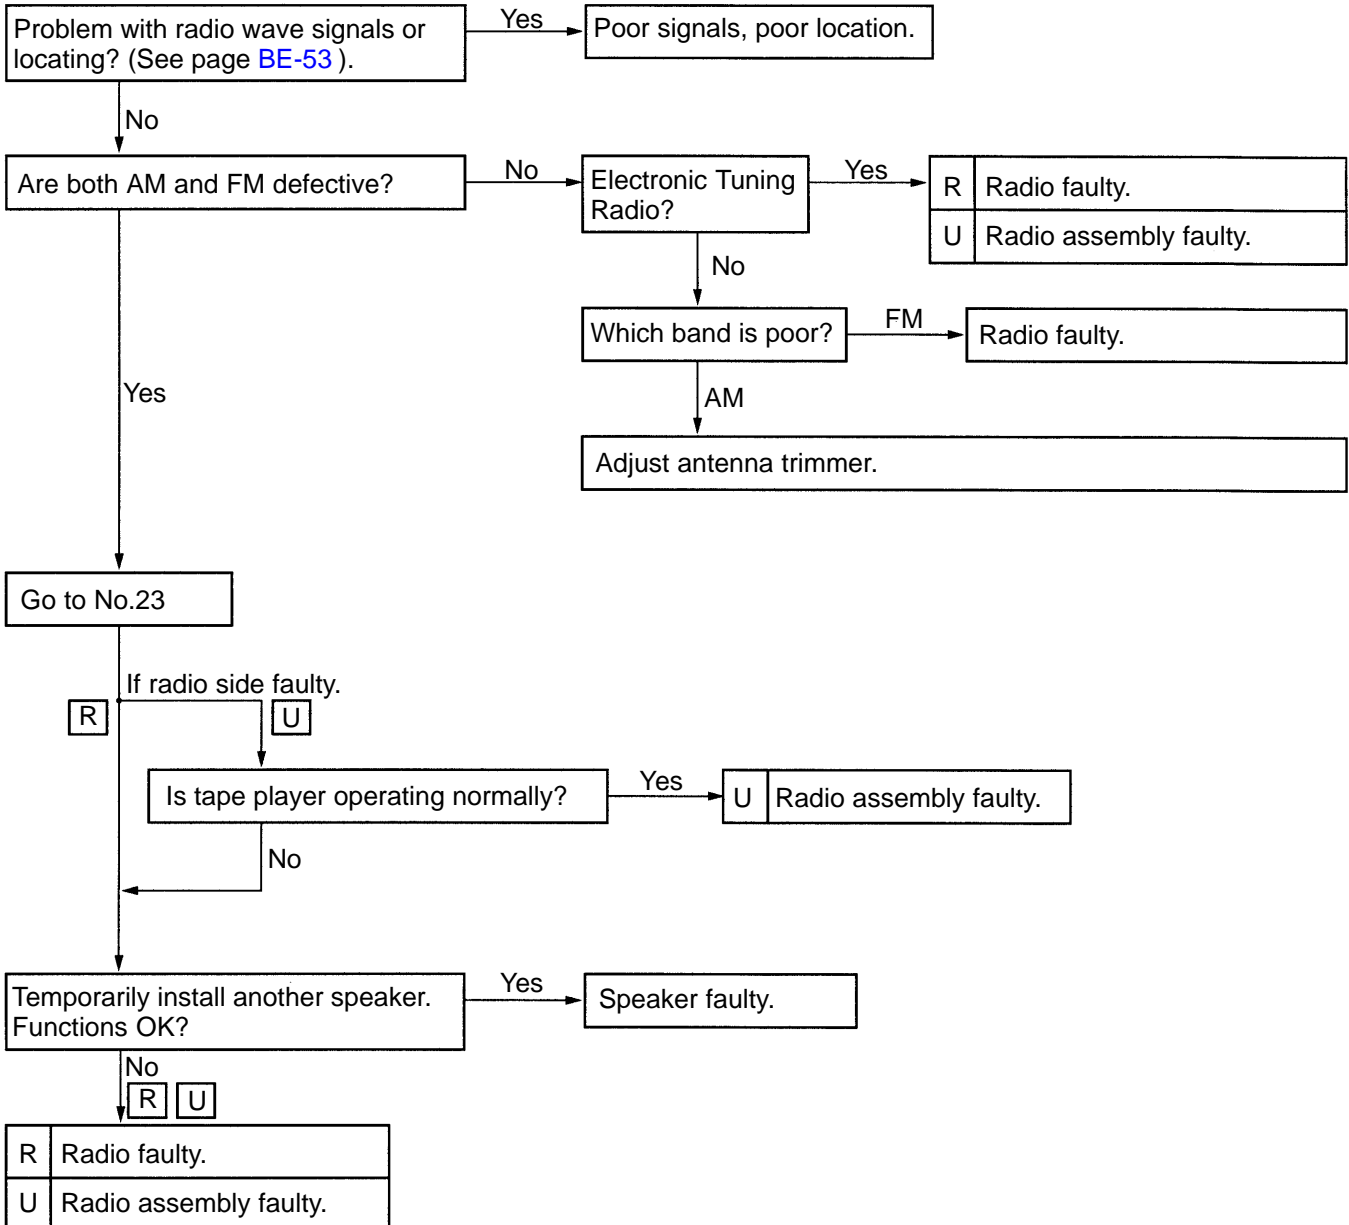 Problem with radio wave signals or
locating? (See page BE-53 ).
Yes
Poor signals, poor location.
No
Are both AM and FM defective?
No
Electronic Tuning
Radio?
Yes
R Radio faulty.
U Radio assembly faulty.
No
Which band is poor?
FM
Radio faulty.
AM
Adjust antenna trimmer.
Yes
Go to No.23
If radio side faulty.
R
U
Is tape player operating normally?
Yes
U Radio assembly faulty.
No
Temporarily install another speaker.
Functions OK?
Yes
Speaker faulty.
No
R U
R Radio faulty.
U Radio assembly faulty.